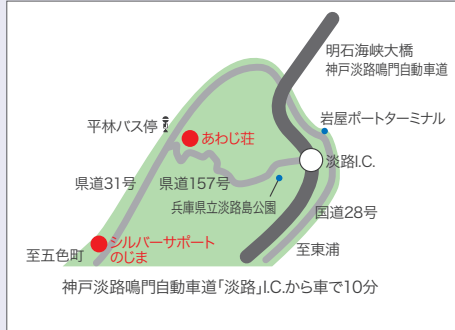 明石海峡大橋
神戸淡路鳴門自動車道
岩屋ポートターミナル
平林バス停
あわじ荘
淡路I.C.
県道31号
県道157号
兵庫県立淡路島公園
国道28号
シルバーサポート
のじま
至五色町
至東浦
神戸淡路鳴門自動車道「淡路」I.C.から車で10分